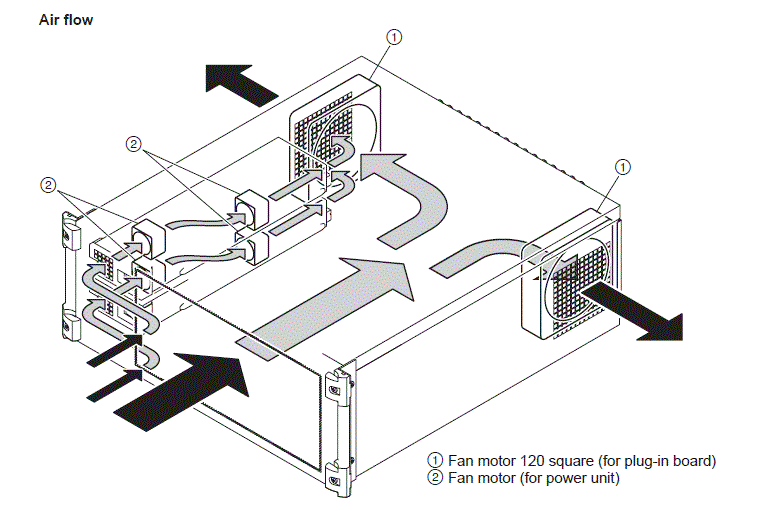 Air flow
①
②
①
②
① Fan motor 120 square (for plug-in board)
② Fan motor (for power unit)